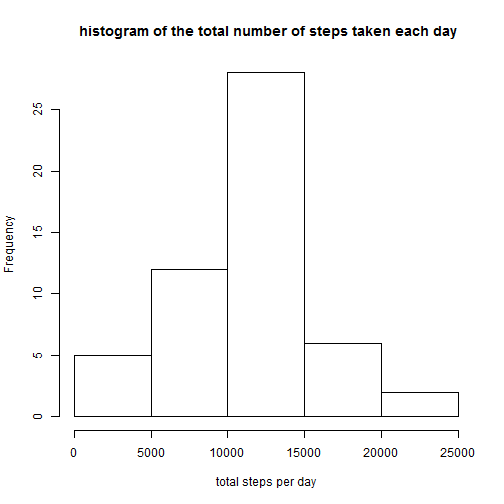 histogram of the total number of steps taken each day
Frequency
25
20
15
10
5
0
0 5000 10000 15000 20000 25000
total steps per day